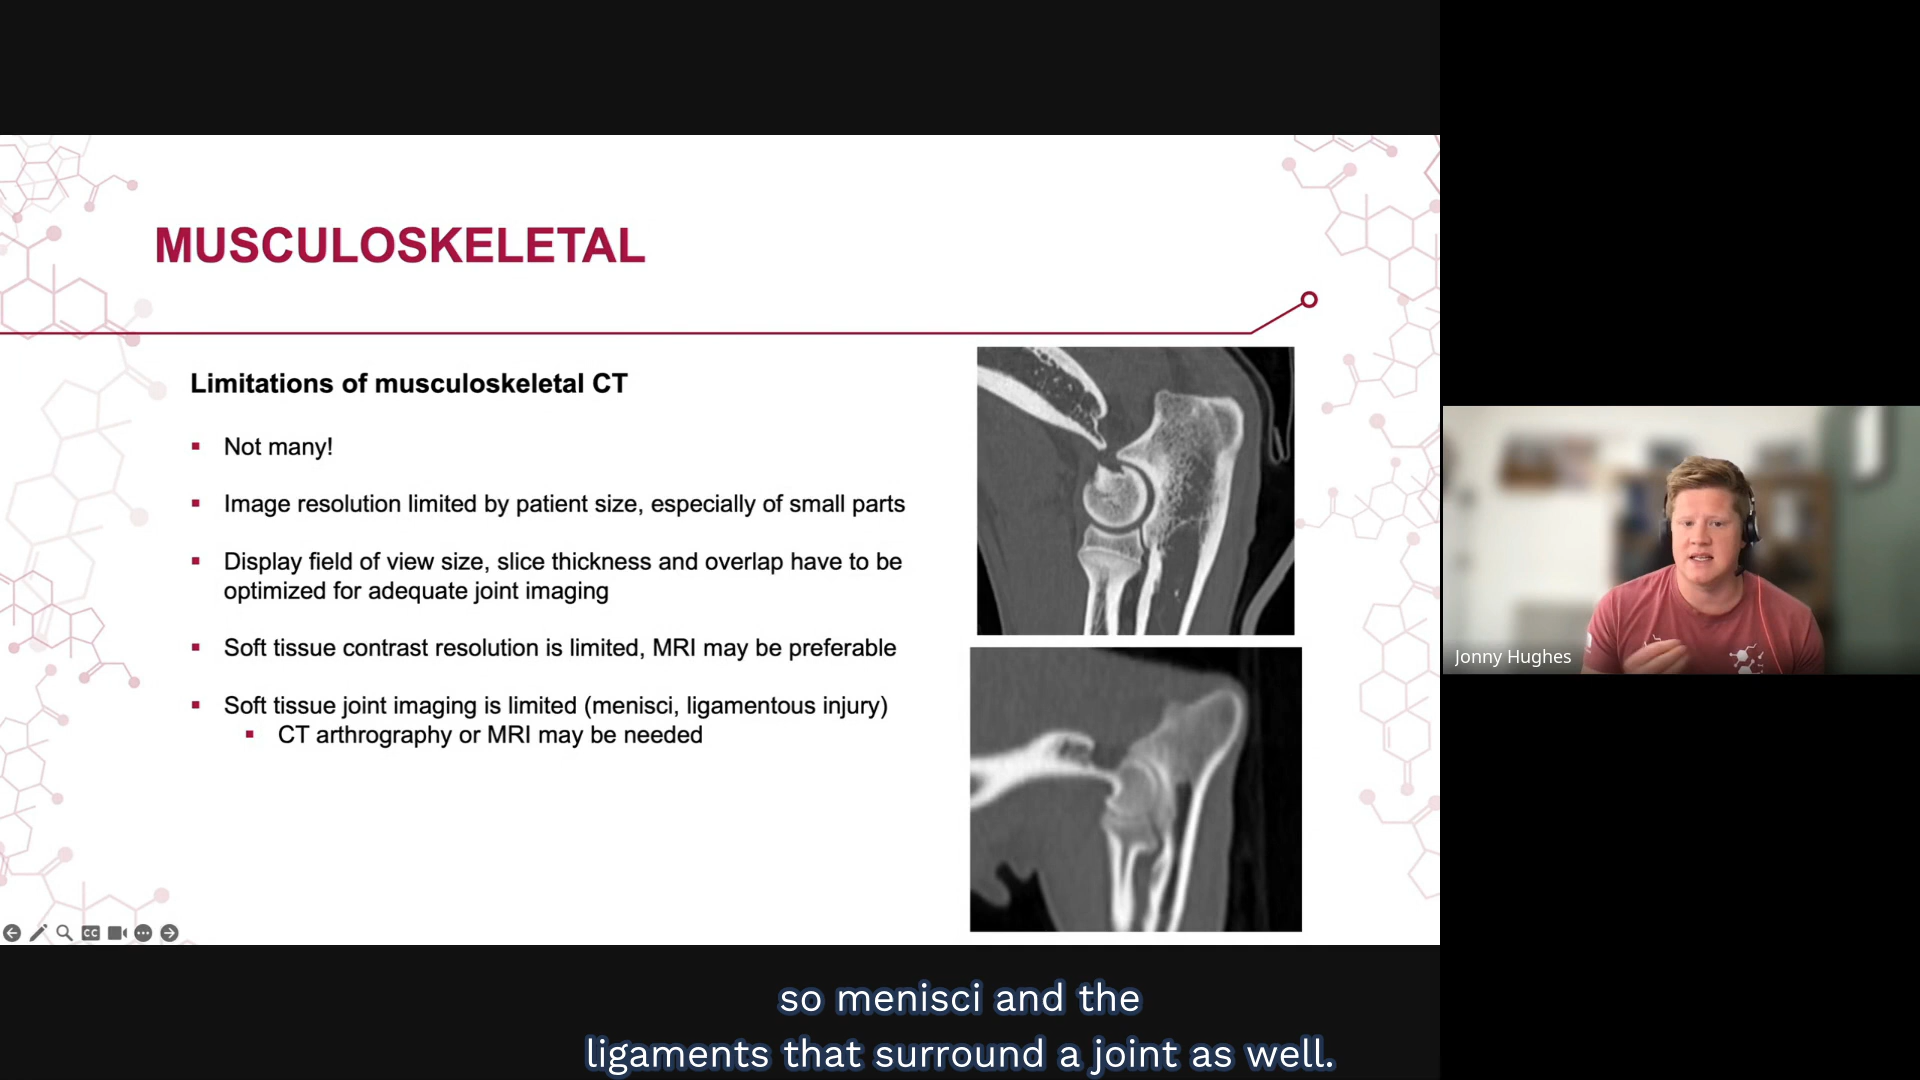 MUSCULOSKELETAL
Limitations of musculoskeletal CT
▪ Not many!
▪ Image resolution limited by patient size, especially of small parts
▪ Display field of view size, slice thickness and overlap have to be
optimized for adequate joint imaging
▪ Soft tissue contrast resolution is limited, MRI may be preferable
▪ Soft tissue joint imaging is limited (menisci, ligamentous injury)
▪ CT arthrography or MRI may be needed
Jonny Hughes
CC
so menisci and the
ligaments that surround a joint as well.